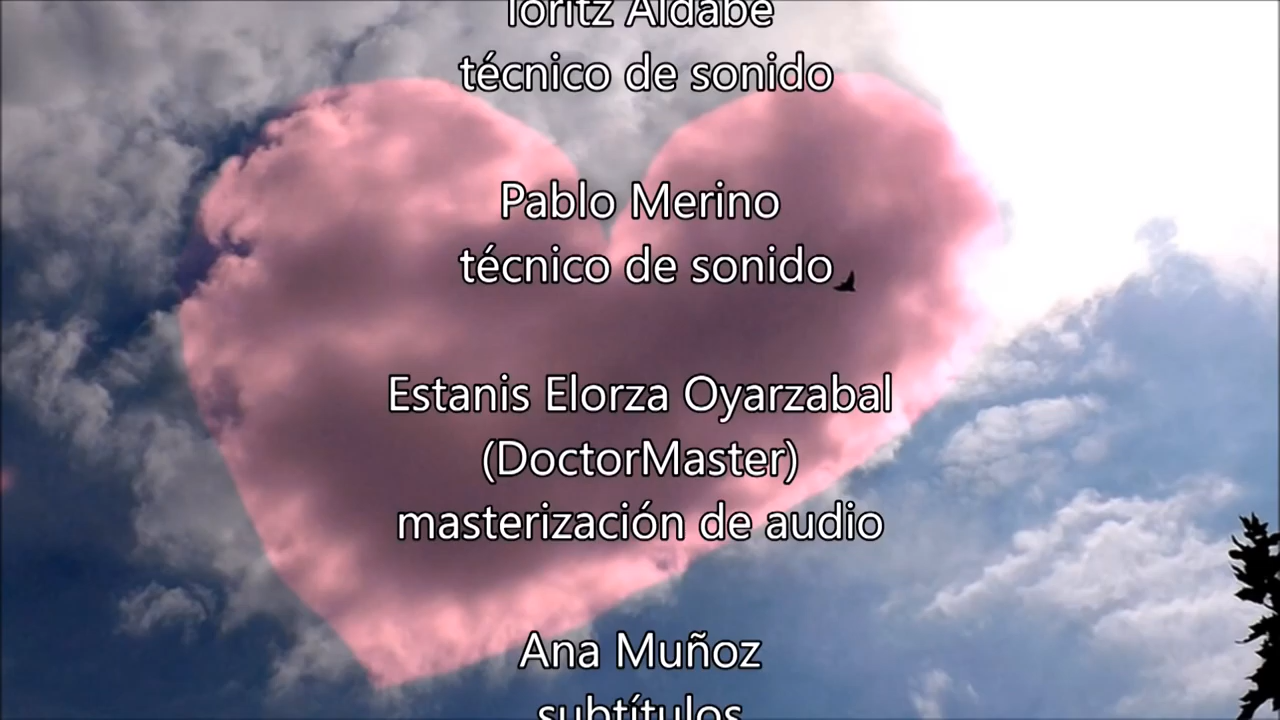 Ioritz Aldabe
técnico de sonido
Pablo Merino
técnico de sonido
Estanis Elorza Oyarzabal
(DoctorMaster)
masterización de audio
Ana Muñoz
subtítulos